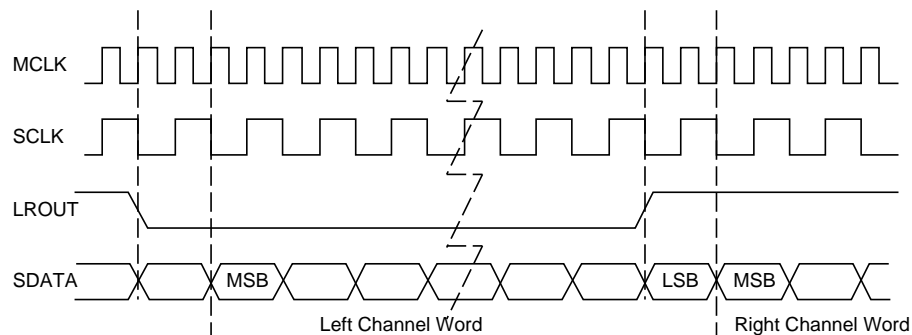 MCLK
SCLK
LROUT
SDATA MSB LSB MSB
Left Channel Word Right Channel Word